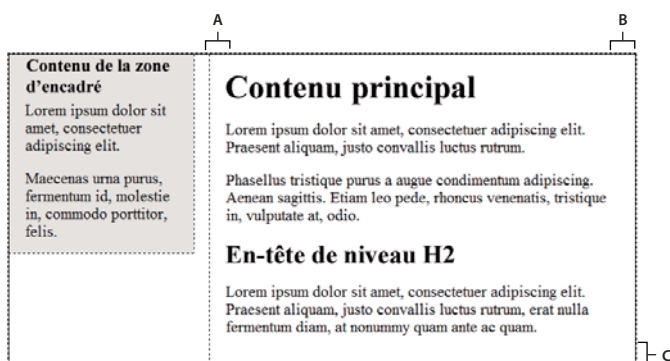 A
B
Contenu de la zone
d'encadré
Lorem ipsum dolor sit
amet, consectetuer
adipiscing elit.
Maecenas urna purus,
fermentum id, molestie
in, commodo porttitor,
felis.
Contenu principal
Lorem ipsum dolor sit amet, consectetuer adipiscing elit.
Praesent aliquam, justo convallis luctus rutrum.
Phasellus tristique purus a augue condimentum adipiscing.
Aenean sagittis. Etiam leo pede, rhoncus venenatis, tristique
in, vulputate at, odio.
En-tête de niveau H2
Lorem ipsum dolor sit amet, consectetuer adipiscing elit.
Praesent aliquam, justo convallis luctus rutrum, erat nulla
fermentum diam, at nonummy quam ante ac quam.
C